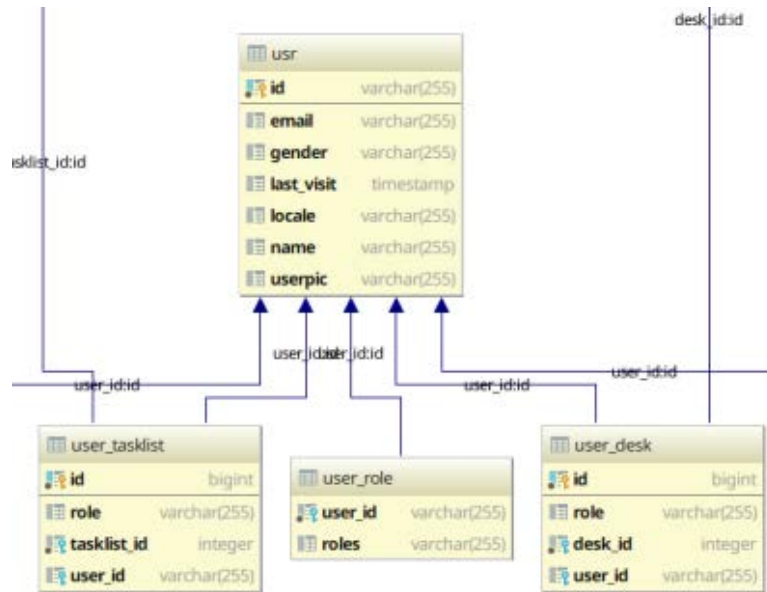 desk_id:id
usr
id varchar(255)
email varchar(255)
gender varchar(255)
last_visit timestamp
locale varchar(255)
name varchar(255)
userpic varchar(255)
asklist_id:id
user_id:id
user_id:id
user_id:id
user_id:id
user_id:id
user_tasklist
id bigint
role varchar(255)
tasklist_id integer
user_id varchar(255)
user_role
user_id varchar(255)
roles varchar(255)
user_desk
id bigint
role varchar(255)
desk_id integer
user_id varchar(255)